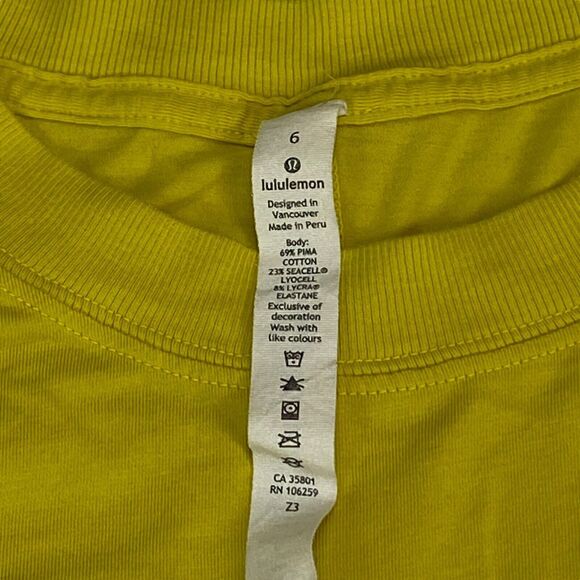 6
lululemon
Designed in
Vancouver
Made in Peru
Body:
69% PIMA
COTTON
23% SEACELL®
LYOCELL
8% LYCRA®
ELASTANE
Exclusive of
decoration
Wash with
like colours
CA 35801
RN 106259
Z3